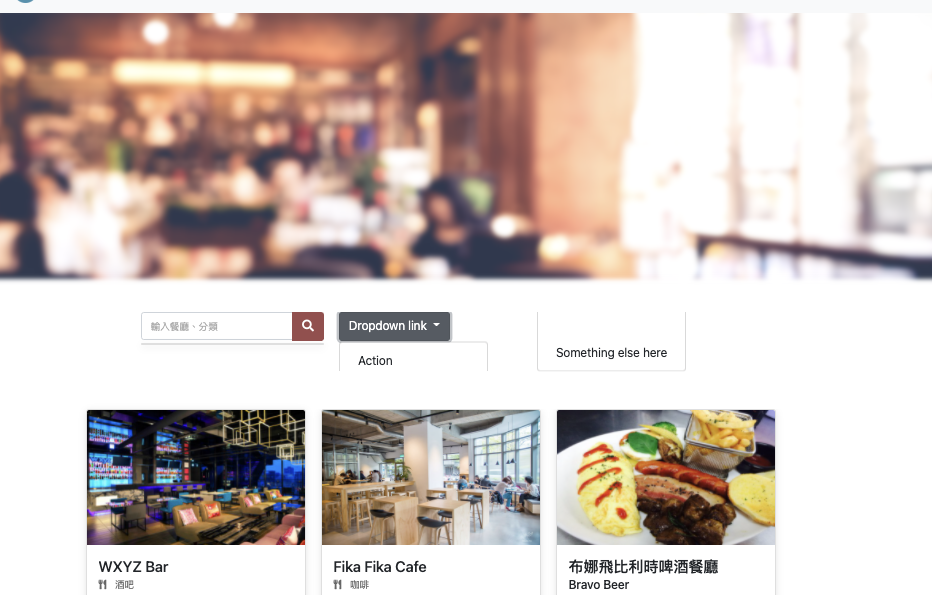 輸入餐廳、分類
Dropdown link
Action
Something else here
WXYZ Bar
酒吧
Fika Fika Cafe
咖啡
布娜飛比利時啤酒餐廳
Bravo Beer